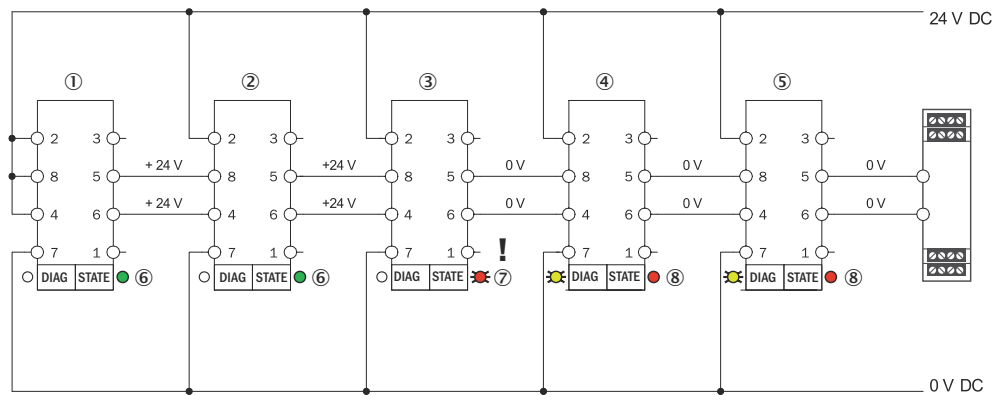 24 V DC
① ② ③ ④ ⑤
2 3 2 3 2 3 2 3 2 3
+ 24 V +24 V 0 V 0 V 0 V
8 5 8 5 8 5 8 5 8 5
+ 24 V +24 V 0 V 0 V 0 V
4 6 4 6 4 6 4 6 4 6
7 1 7 1 7 1 ! 7 1 7 1
DIAG STATE ⑥ DIAG STATE ⑥ DIAG STATE ⑦ DIAG STATE ⑧ DIAG STATE ⑧
0 V DC